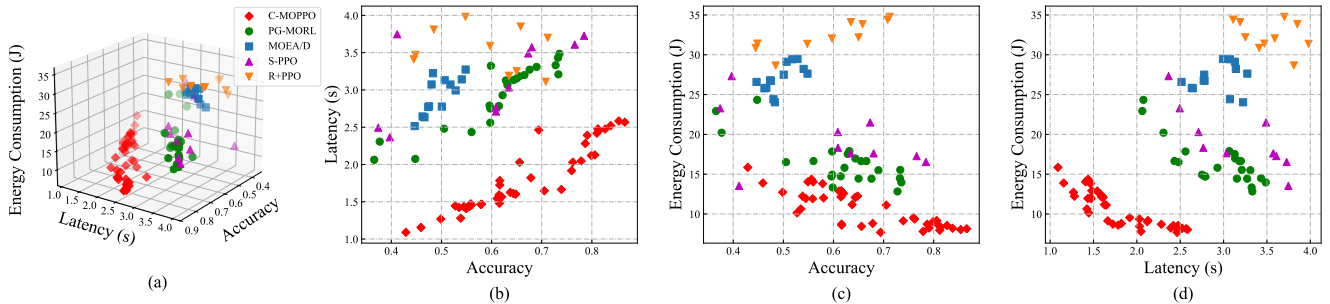 C-MOPPO
PG-MORL
MOEA/D
S-PPO
R+PPO
Energy Consumption (J)
35
30
25
20
15
10
1.0 1.5 2.0 2.5 3.0 3.5 4.0
Latency (s)
0.9 0.8 0.7 0.6 0.5 0.4
Accuracy
(a)
Latency (s)
4.0
3.5
3.0
2.5
2.0
1.5
1.0
0.4 0.5 0.6 0.7 0.8
Accuracy
(b)
Energy Consumption (J)
35
30
25
20
15
10
0.4 0.5 0.6 0.7 0.8
Accuracy
(c)
Energy Consumption (J)
35
30
25
20
15
10
1.0 1.5 2.0 2.5 3.0 3.5 4.0
Latency (s)
(d)